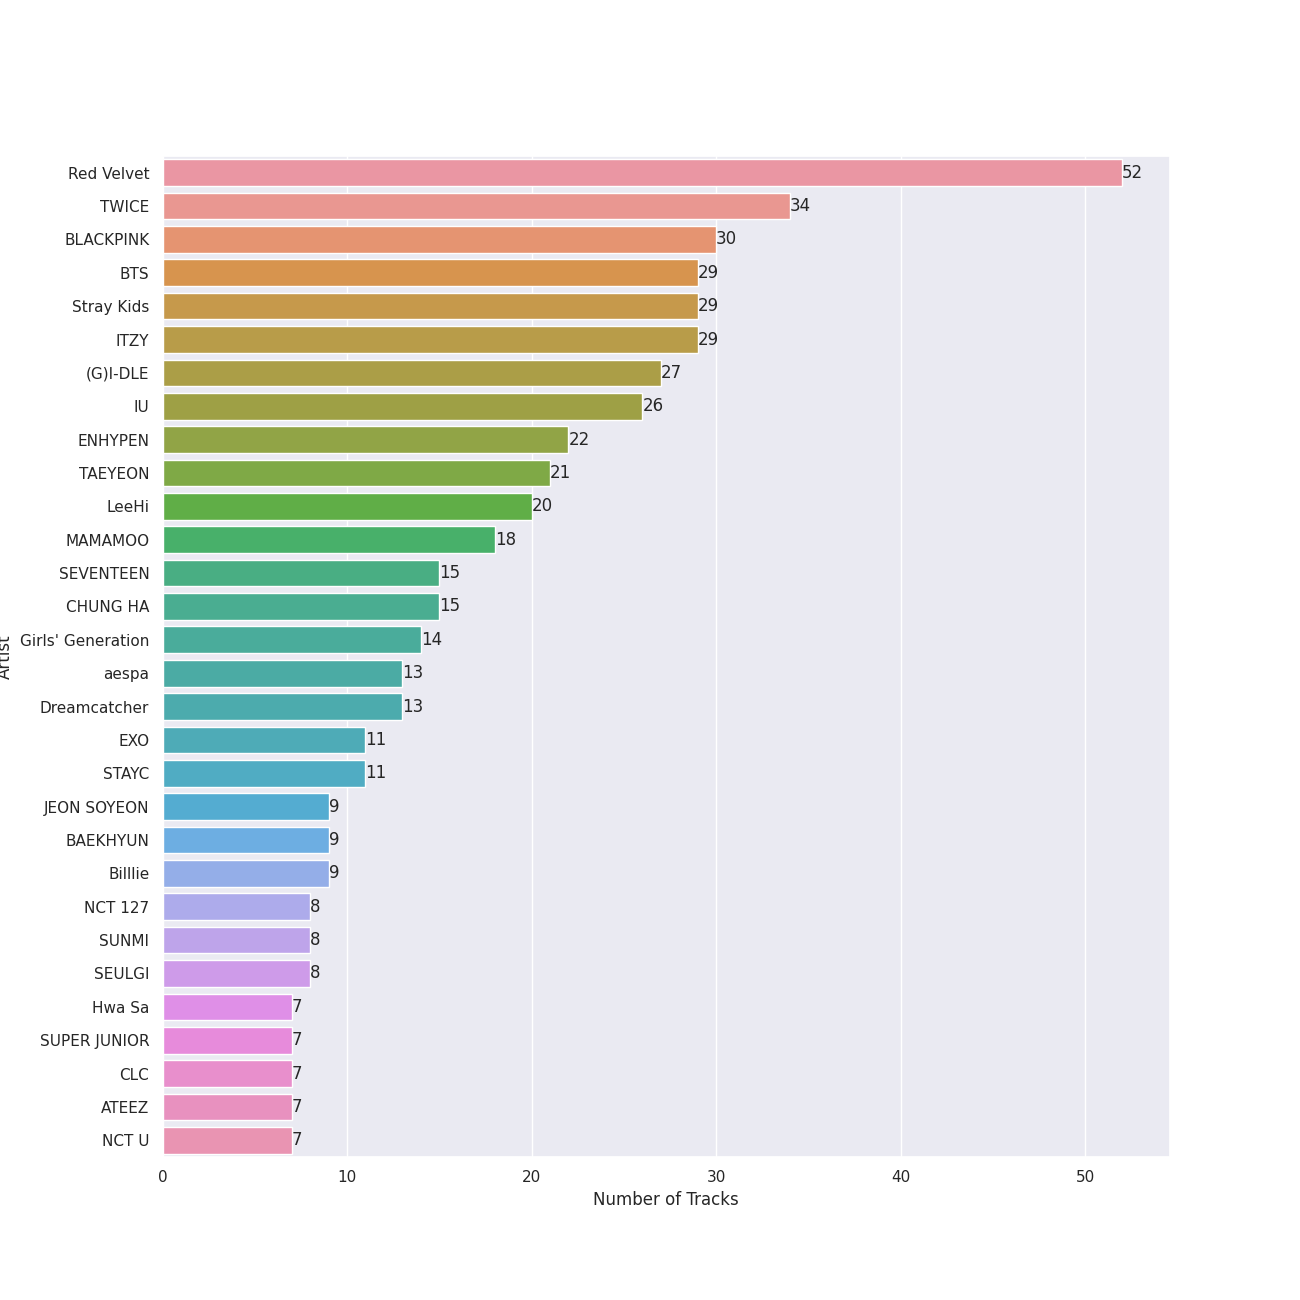 Red Velvet 52
TWICE 34
BLACKPINK 30
BTS 29
Stray Kids 29
ITZY 29
(G)I-DLE 27
IU 26
ENHYPEN 22
TAEYEON 21
LeeHi 20
MAMAMOO 18
SEVENTEEN 15
CHUNG HA 15
Girls' Generation 14
aespa 13
Dreamcatcher 13
EXO 11
STAYC 11
JEON SOYEON 9
BAEKHYUN 9
Billlie 9
NCT 127 8
SUNMI 8
SEULGI 8
Hwa Sa 7
SUPER JUNIOR 7
CLC 7
ATEEZ 7
NCT U 7
Artist
0 10 20 30 40 50
Number of Tracks